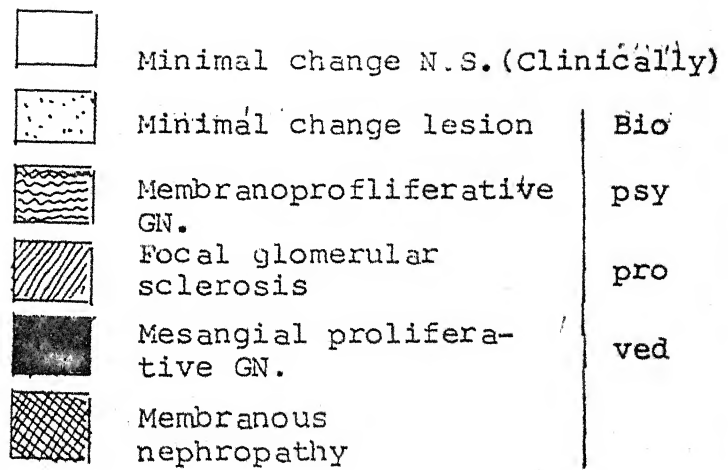 Minimal change N.S.(Clinically)
Minimal change lesion Bio
Membranoprofliferative psy
GN.
Focal glomerular
sclerosis pro
Mesangial prolifera-
tive GN. ved
Membranous
nephropathy